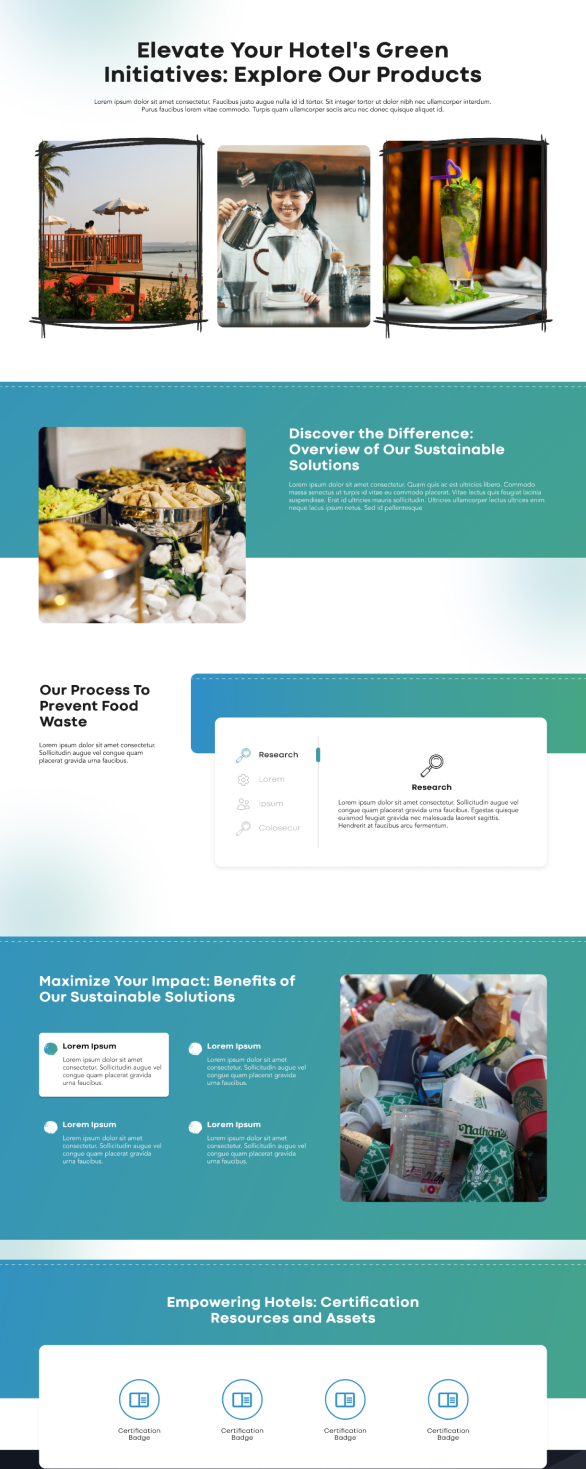 Elevate Your Hotel's Green
Initiatives: Explore Our Products
Lorem ipsum dolor sit amet consectetur. Faucibus justo augue nulla id id tortor. Sit integer tortor ut dolor nibh nec ullamcorper interdum.
Purus faucibus lorem vitae commodo. Turpis quam ullamcorper sociis arcu nec donec quisque aliquet id.
Discover the Difference:
Overview of Our Sustainable
Solutions
Lorem ipsum dolor sit amet consectetur. Quam quis ac est ultricies libero. Commodo
massa senectus ut turpis id vitae eu commodo placerat. Vitae lectus quis feugiat lacinia
suspendisse. Erat id ultricies mauris sollicitudin. Ultricies ullamcorper lectus ultrices enim
neque lacus ipsum netus. Sed id pellentesque
Our Process To
Prevent Food
Waste
Lorem ipsum dolor sit amet consectetur.
Sollicitudin augue vel congue quam
placerat gravida urna faucibus.
Research
Lorem
Ipsum
Colosecur
Research
Lorem ipsum dolor sit amet consectetur. Sollicitudin augue vel
congue quam placerat gravida urna faucibus. Egestas quisque
euismod feugiat gravida nec malesuada laoreet sagittis.
Hendrerit at faucibus arcu fermentum.
Maximize Your Impact: Benefits of
Our Sustainable Solutions
Lorem Ipsum
Lorem ipsum dolor sit amet
consectetur. Sollicitudin augue vel
congue quam placerat gravida
urna faucibus.
Lorem Ipsum
Lorem ipsum dolor sit amet
consectetur. Sollicitudin augue vel
congue quam placerat gravida
urna faucibus.
Lorem Ipsum
Lorem ipsum dolor sit amet
consectetur. Sollicitudin augue vel
congue quam placerat gravida
urna faucibus.
Lorem Ipsum
Lorem ipsum dolor sit amet
consectetur. Sollicitudin augue vel
congue quam placerat gravida
urna faucibus.
Nathan's
JOY
Empowering Hotels: Certification
Resources and Assets
Certification
Badge
Certification
Badge
Certification
Badge
Certification
Badge